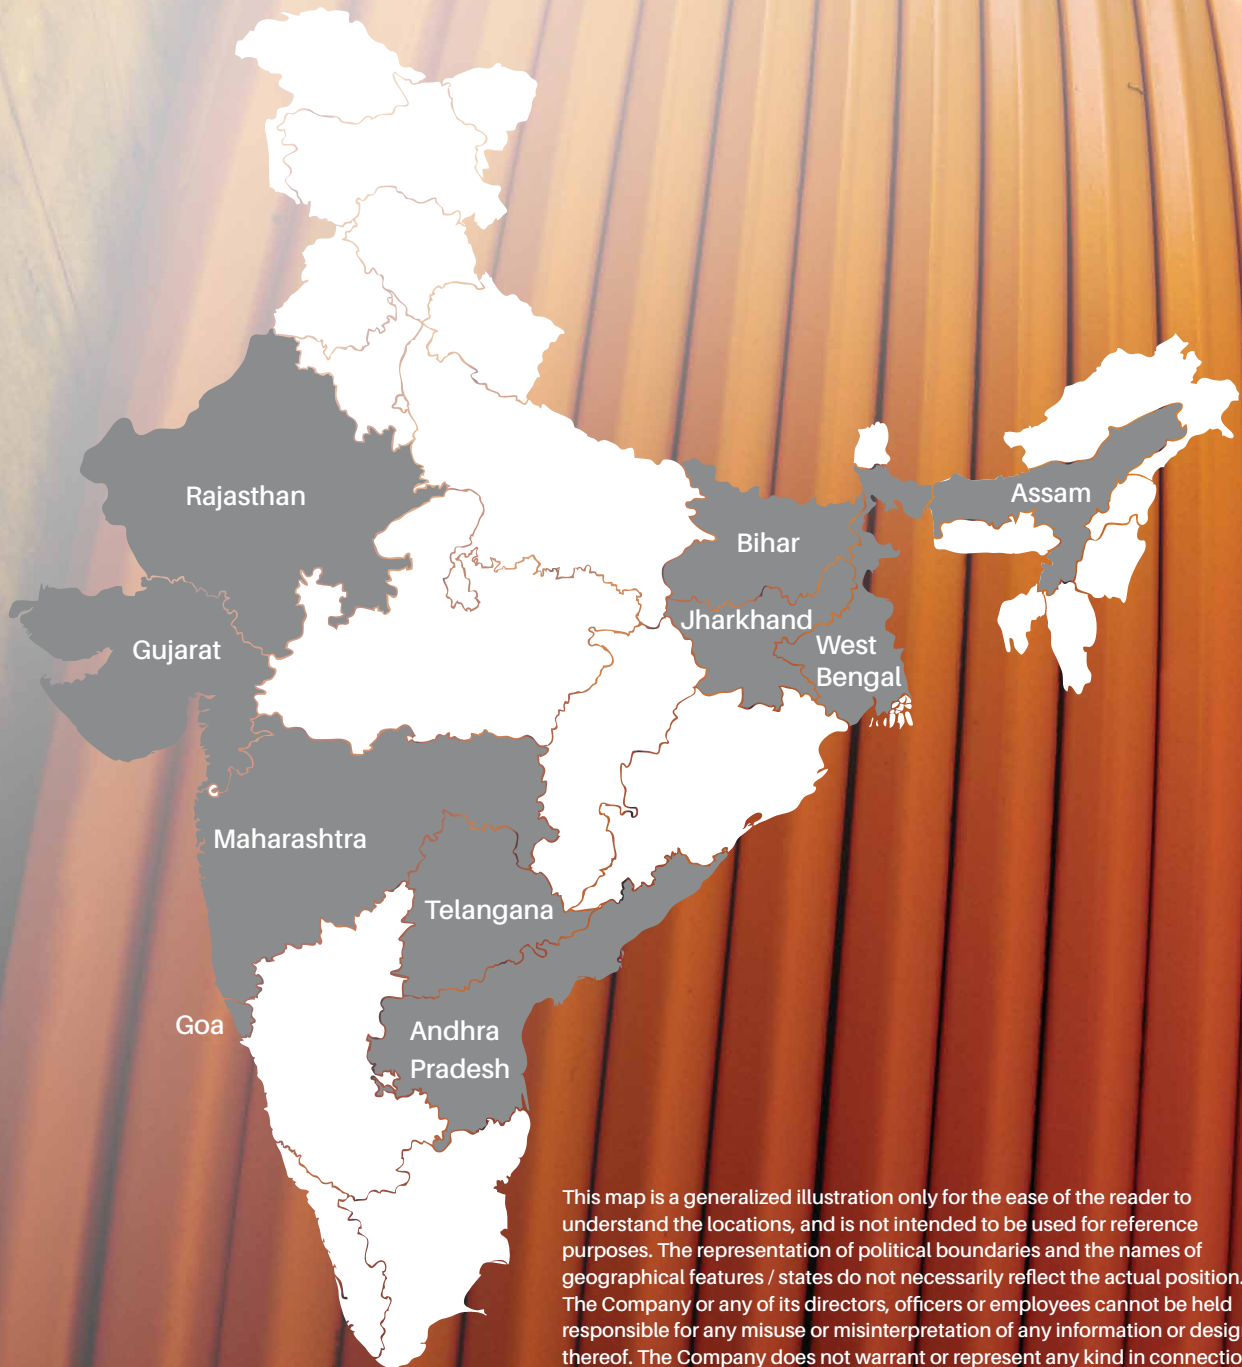 Rajasthan
Assam
Bihar
Jharkhand
Gujarat
West
Bengal
Maharashtra
Telangana
Goa
Andhra
Pradesh
This map is a generalized illustration only for the ease of the reader to
understand the locations, and is not intended to be used for reference
purposes. The representation of political boundaries and the names of
geographical features / states do not necessarily reflect the actual position.
The Company or any of its directors, officers or employees cannot be held
responsible for any misuse or misinterpretation of any information or desig
thereof. The Company does not warrant or represent any kind in connectio